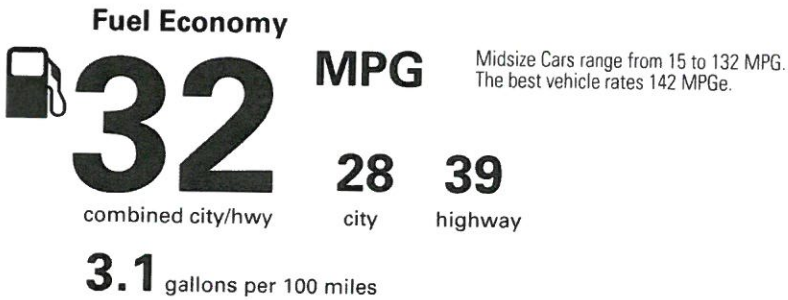 Fuel Economy
32 MPG
Midsize Cars range from 15 to 132 MPG.
The best vehicle rates 142 MPGe.
combined city/hwy
28 city
39 highway
3.1 gallons per 100 miles